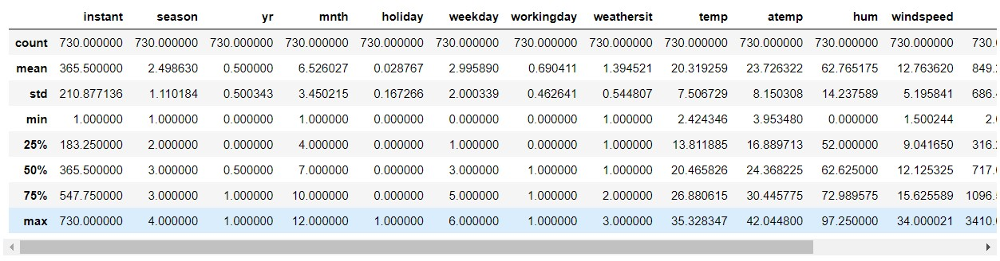 instant season yr mnth holiday weekday workingday weathersit temp atemp hum windspeed
count 730.000000 730.000000 730.000000 730.000000 730.000000 730.000000 730.000000 730.000000 730.000000 730.000000 730.000000 730.000000 730.
mean 365.500000 2.498630 0.500000 6.526027 0.028767 2.995890 0.690411 1.394521 20.319259 23.726322 62.765175 12.763620 849.
std 210.877136 1.110184 0.500343 3.450215 0.167266 2.000339 0.462641 0.544807 7.506729 8.150308 14.237589 5.195841 686.
min 1.000000 1.000000 0.000000 1.000000 0.000000 0.000000 0.000000 1.000000 2.424346 3.953480 0.000000 1.500244 2.
25% 183.250000 2.000000 0.000000 4.000000 0.000000 1.000000 0.000000 1.000000 13.811885 16.889713 52.000000 9.041650 316.
50% 365.500000 3.000000 0.500000 7.000000 0.000000 3.000000 1.000000 1.000000 20.465826 24.368225 62.625000 12.125325 717.
75% 547.750000 3.000000 1.000000 10.000000 0.000000 5.000000 1.000000 2.000000 26.880615 30.445775 72.989575 15.625589 1096.
max 730.000000 4.000000 1.000000 12.000000 1.000000 6.000000 1.000000 3.000000 35.328347 42.044800 97.250000 34.000021 3410.